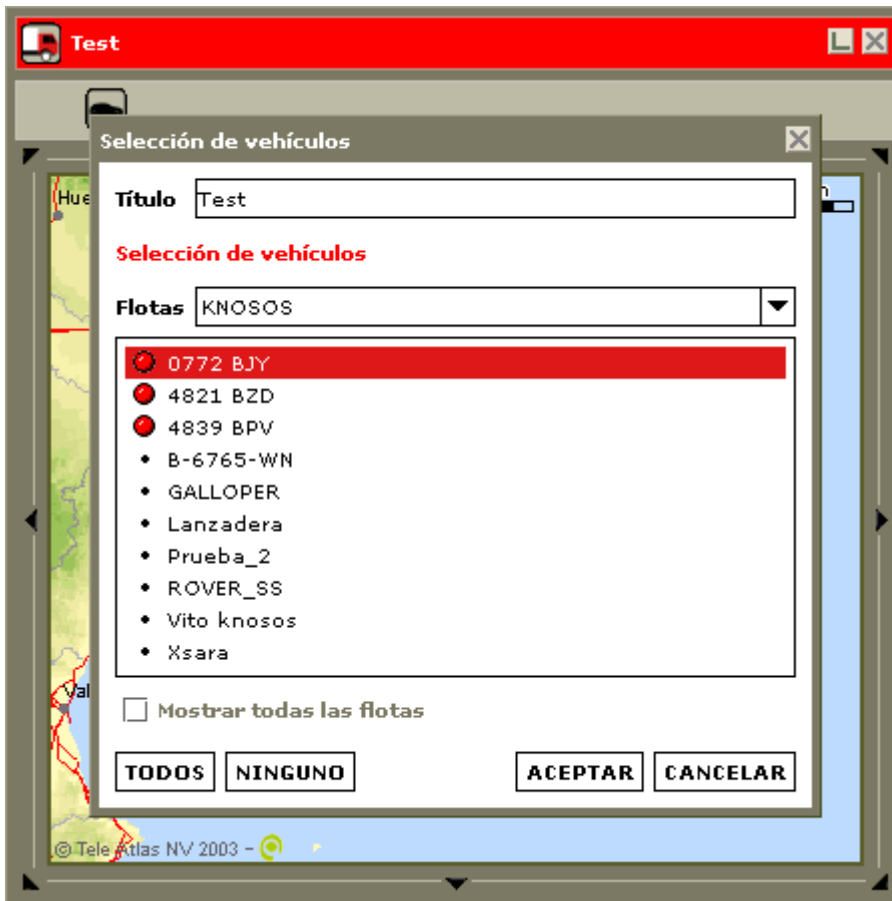 Test
Selección de vehículos
Hue
Título Test
Selección de vehículos
Flotas KNOSOS
0772 BJY
4821 BZD
4839 BPV
B-6765-WN
GALLOPER
Lanzadera
Prueba_2
ROVER_SS
Vito knosos
Xsara
Val
Mostrar todas las flotas
TODOS NINGUNO ACEPTAR CANCELAR
© Tele Atlas NV 2003 -